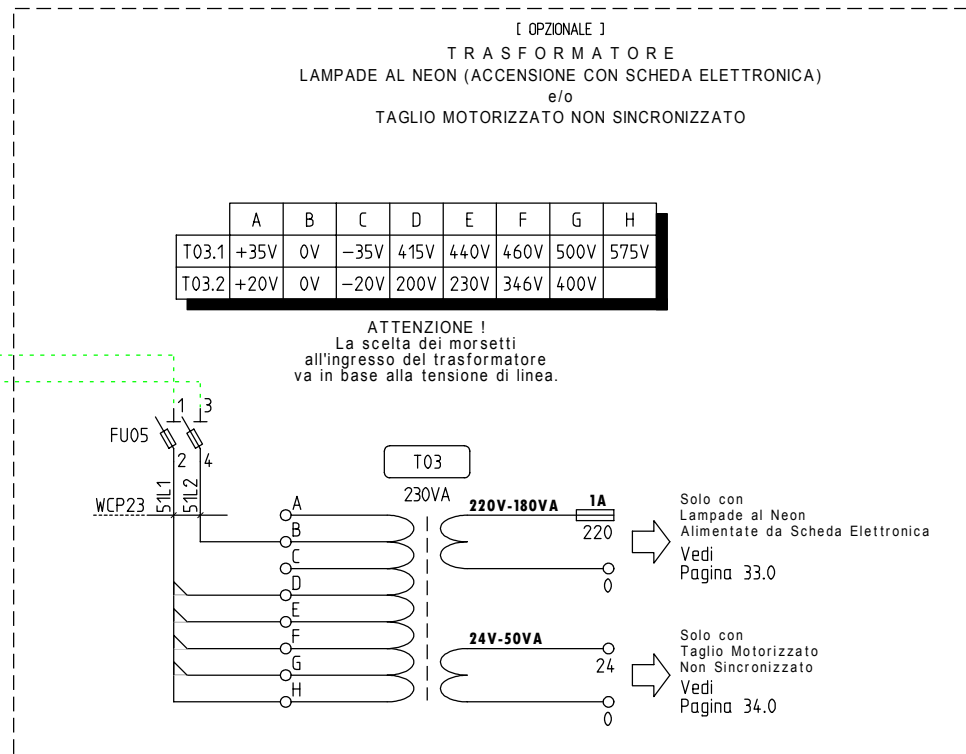 [ OPZIONALE ]
TRASFORMATORE
LAMPADE AL NEON (ACCENSIONE CON SCHEDA ELETTRONICA)
e/o
TAGLIO MOTORIZZATO NON SINCRONIZZATO
A B C D E F G H
T03.1 +35V 0V -35V 415V 440V 460V 500V 575V
T03.2 +20V 0V -20V 200V 230V 346V 400V
ATTENZIONE !
La scelta dei morsetti
all'ingresso del trasformatore
va in base alla tensione di linea.
1 3
FU05
2 4
51L1 51L2
WCP23
T03
230VA
A
B
C
D
E
F
G
H
220V-180VA
1A
220
0
Solo con
Lampade al Neon
Alimentate da Scheda Elettronica
Vedi
Pagina 33.0
24V-50VA
24
0
Solo con
Taglio Motorizzato
Non Sincronizzato
Vedi
Pagina 34.0